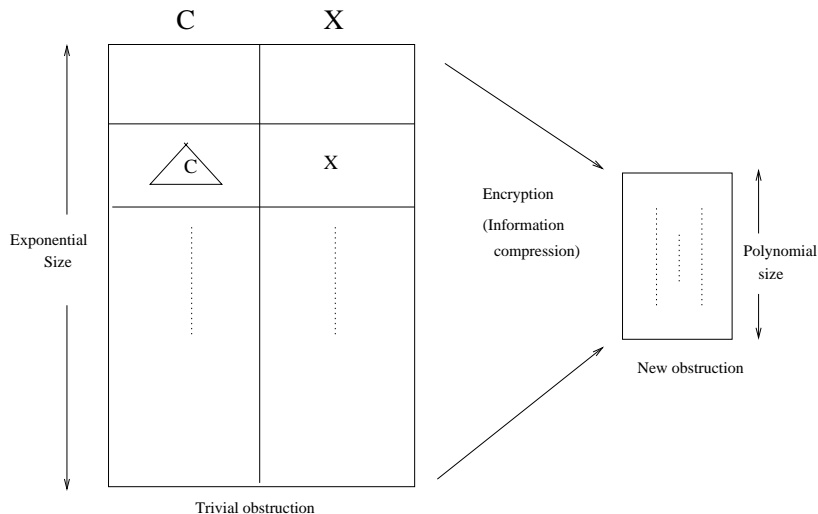 C X
C X
Exponential
Size
Trivial obstruction
Encryption
(Information
compression)
Polynomial
size
New obstruction